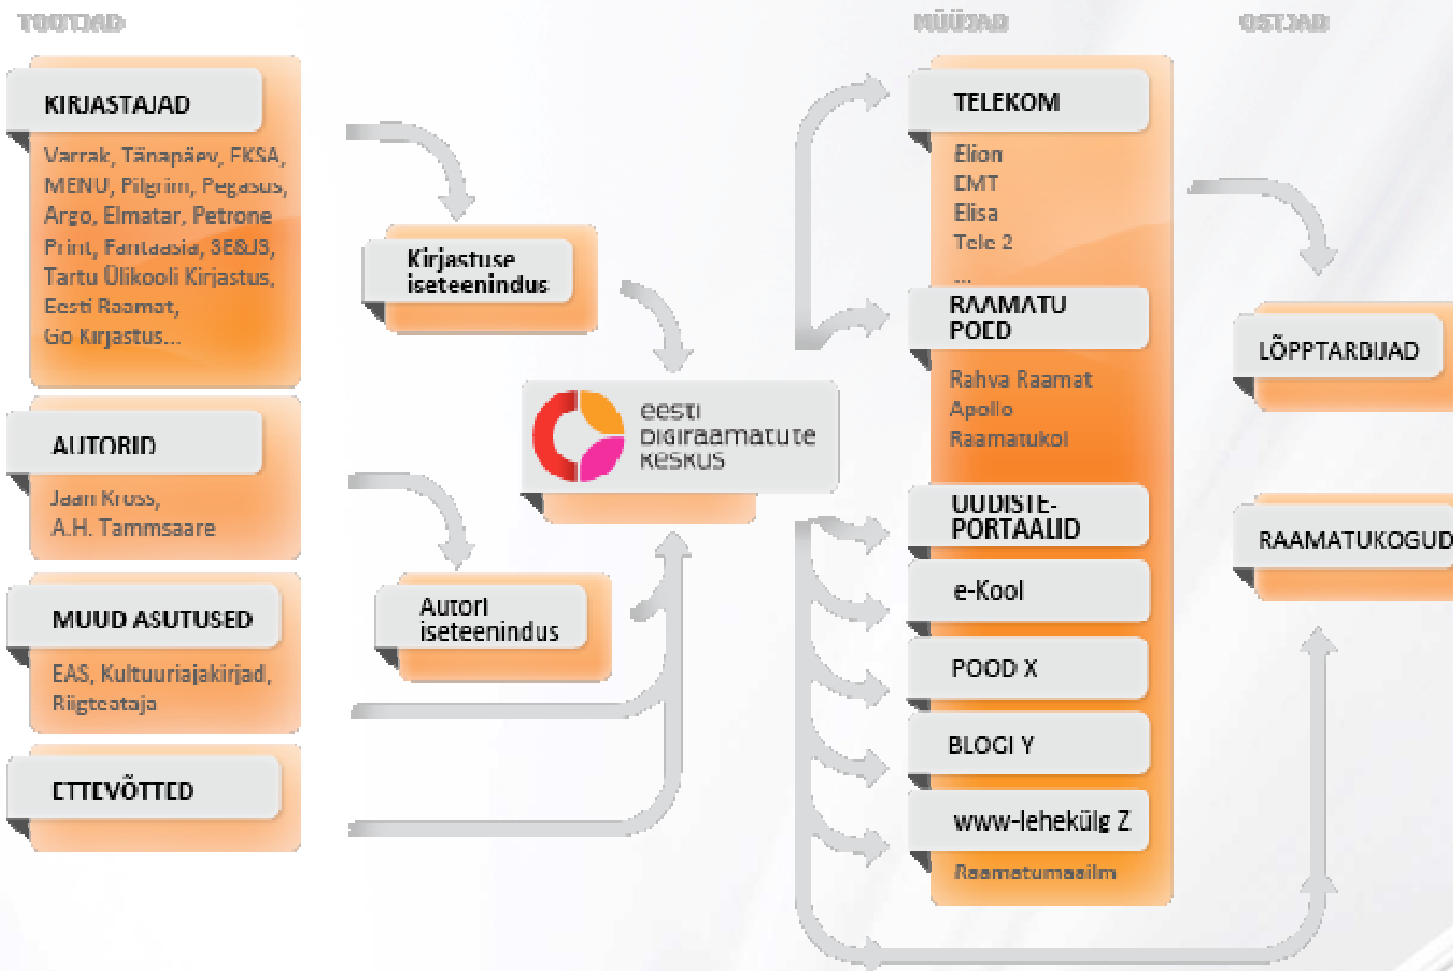 TOOTJAD
KIRJASTAJAD
Varrak, Tänapäev, EKSA,
MENU, Pilgrim, Pegasus,
Argo, Elmatar, Petrone
Print, Fantaasia, 3E&JS,
Tartu Ülikooli Kirjastus,
Eesti Raamat,
Go Kirjastus...
AUTORID
Jaan Kross,
A.H. Tammsaare
MUUD ASUTUSED
EAS, Kultuuriajakirjad,
Riigteataja
ETTEVÕTTED
Kirjastuse
iseteenindus
Autori
iseteenindus
eesti
DIGIraamatute
KESKUS
MÜÜJAD
TELEKOM
Elion
EMT
Elisa
Tele 2
...
RAAMATU
POED
Rahva Raamat
Apollo
Raamatukoi
UUDISTE-
PORTAALID
e-Kool
POOD X
BLOGI Y
www-lehekülg Z
Raamatumaailm
OSTJAD
LÕPPTARBIJAD
RAAMATUKOGUD